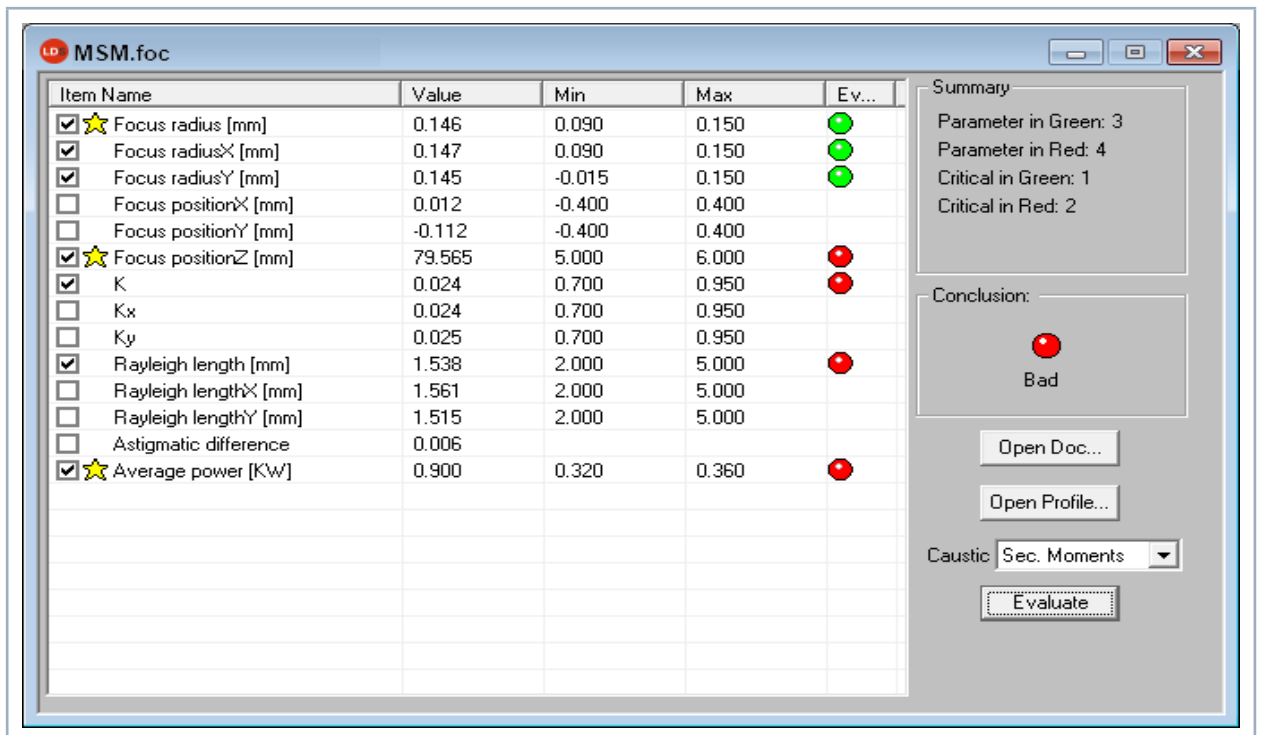 LDS MSM.foc
Item Name Value Min Max Ev...
Focus radius [mm] 0.146 0.090 0.150
Focus radiusX [mm] 0.147 0.090 0.150
Focus radiusY [mm] 0.145 -0.015 0.150
Focus positionX [mm] 0.012 -0.400 0.400
Focus positionY [mm] -0.112 -0.400 0.400
Focus positionZ [mm] 79.565 5.000 6.000
K 0.024 0.700 0.950
Kx 0.024 0.700 0.950
Ky 0.025 0.700 0.950
Rayleigh length [mm] 1.538 2.000 5.000
Rayleigh lengthX [mm] 1.561 2.000 5.000
Rayleigh lengthY [mm] 1.515 2.000 5.000
Astigmatic difference 0.006
Average power [KW] 0.900 0.320 0.360
Summary
Parameter in Green: 3
Parameter in Red: 4
Critical in Green: 1
Critical in Red: 2
Conclusion:
Bad
Open Doc...
Open Profile...
Caustic Sec. Moments
Evaluate